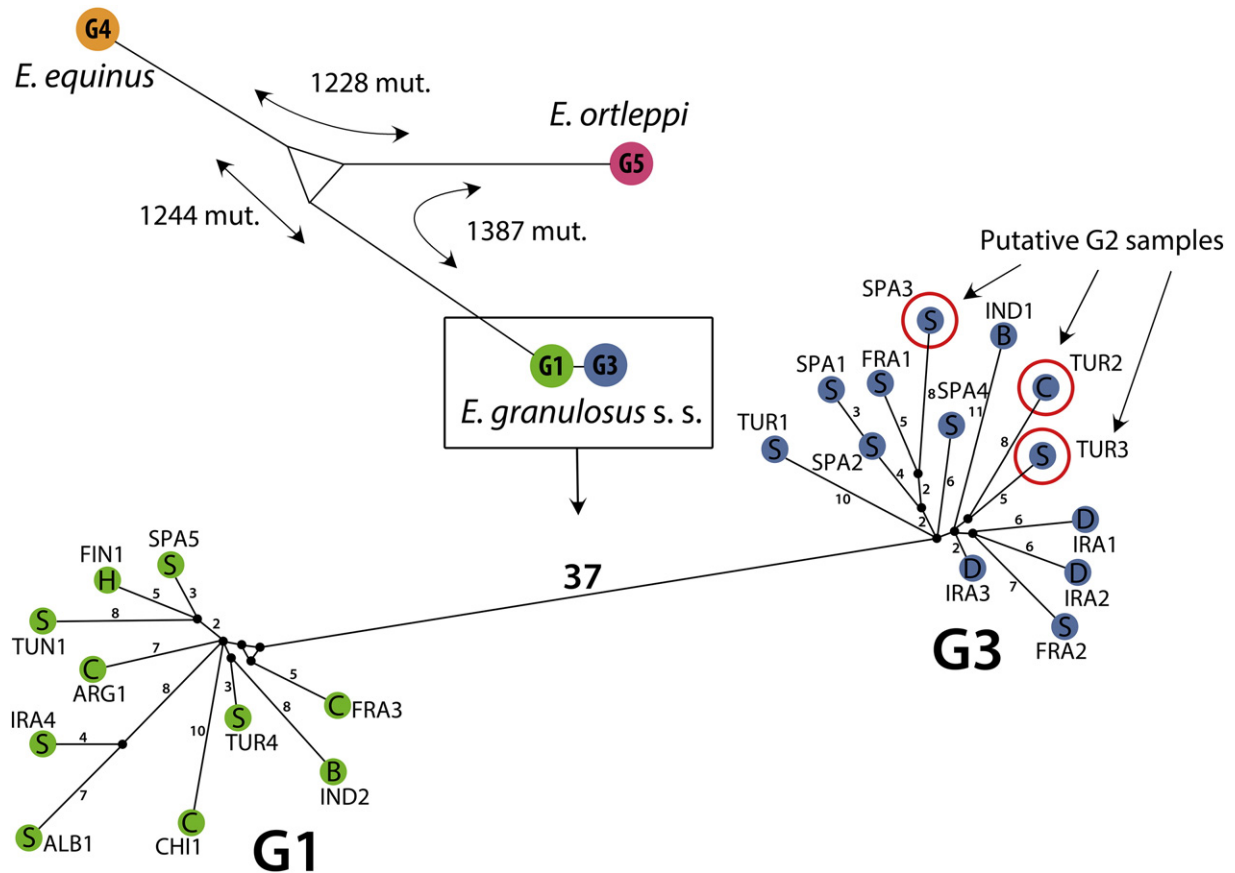 G4
E. equinus
1228 mut.
E. ortleppi
G5
1244 mut.
1387 mut.
G1
G3
E. granulosus s. s.
Putative G2 samples
SPA3
S
IND1
B
SPA1
S
FRA1
S
8
SPA4
S
11
TUR2
C
TUR1
S
3
5
SPA2
S
8
S
TUR3
4
2
6
5
10
2
6
D
IRA1
2
6
D
IRA2
D
IRA3
7
S
FRA2
G3
37
SPA5
S
FIN1
H
3
5
S
TUN1
8
2
7
C
ARG1
8
3
5
C
FRA3
IRA4
S
4
10
S
TUR4
8
7
B
IND2
S
ALB1
C
CHI1
G1